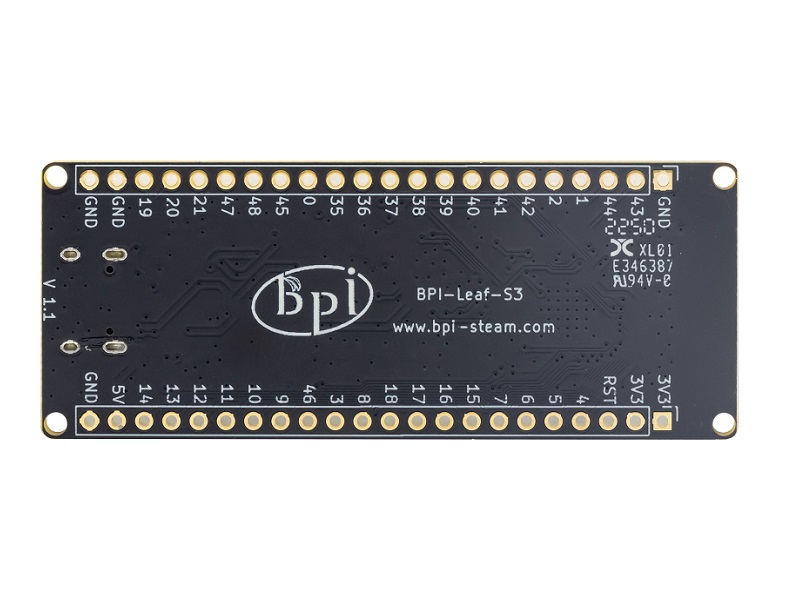 GND GND 19 20 21 47 48 45 0 35 36 37 38 39 40 41 42 2 1 44 43 GND
2250
XL01
E346387
94V-0
V 1.1
bpi
BPI-Leaf-S3
www.bpi-steam.com
GND 5V 14 13 12 11 10 9 46 3 8 18 17 16 15 7 6 5 4 RST 3V3 3V3